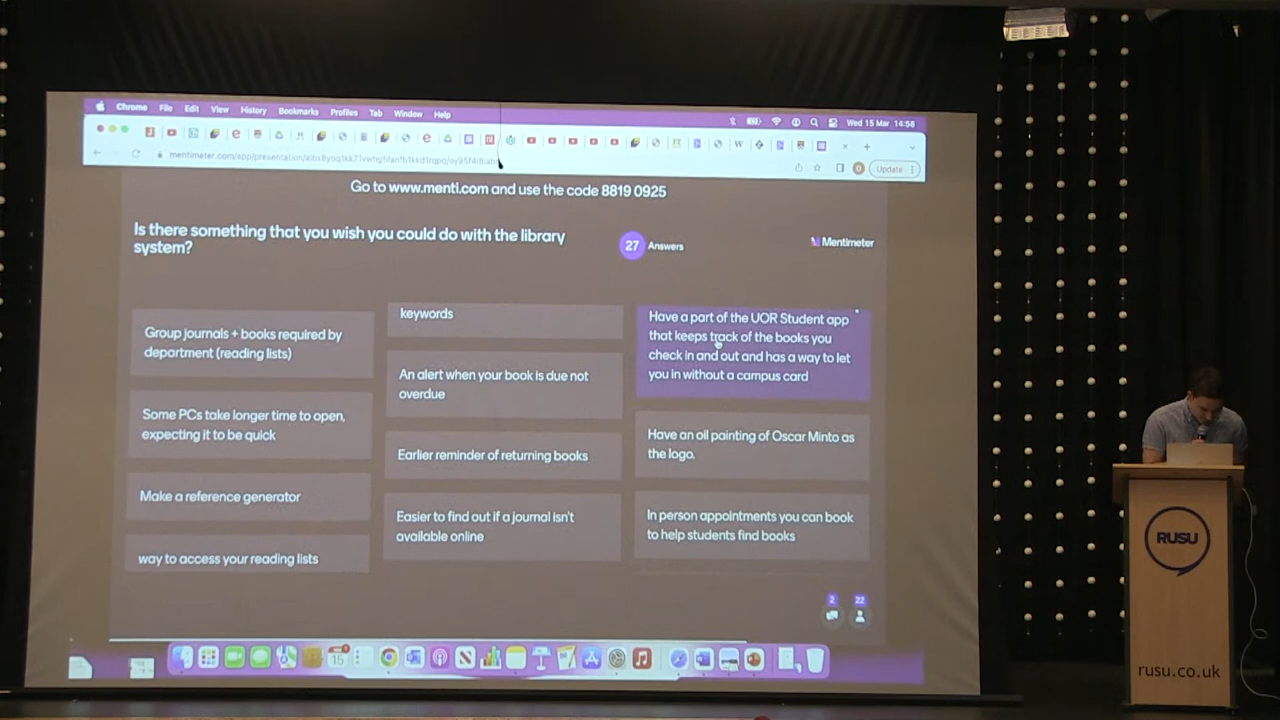 Chrome File Edit View History Bookmarks Profiles Tab Window Help
Wed 15 Mar 14:58
Update
Go to www.menti.com and use the code 8819 0925
Is there something that you wish you could do with the library
system?
27 Answers
Mentimeter
Group journals + books required by
department (reading lists)
Some PCs take longer time to open,
expecting it to be quick
Make a reference generator
way to access your reading lists
keywords
An alert when your book is due not
overdue
Earlier reminder of returning books
Easier to find out if a journal isn't
available online
Have a part of the UOR Student app
that keeps track of the books you
check in and out and has a way to let
you in without a campus card
Have an oil painting of Oscar Minto as
the logo.
In person appointments you can book
to help students find books
2 22
15
RUSU
rusu.co.uk